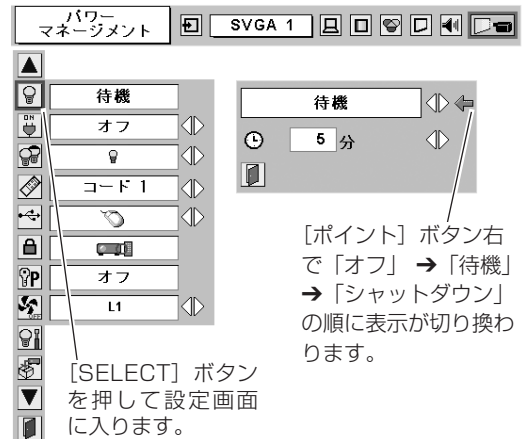 パワー
マネージメント
SVGA 1
待機
ON
オフ
コード 1
P
オフ
OFF
L1
待機
5 分
[ポイント] ボタン右
で「オフ」 ➔「待機」
➔「シャットダウン」
の順に表示が切り換わ
ります。
[SELECT] ボタン
を押して設定画面
に入ります。